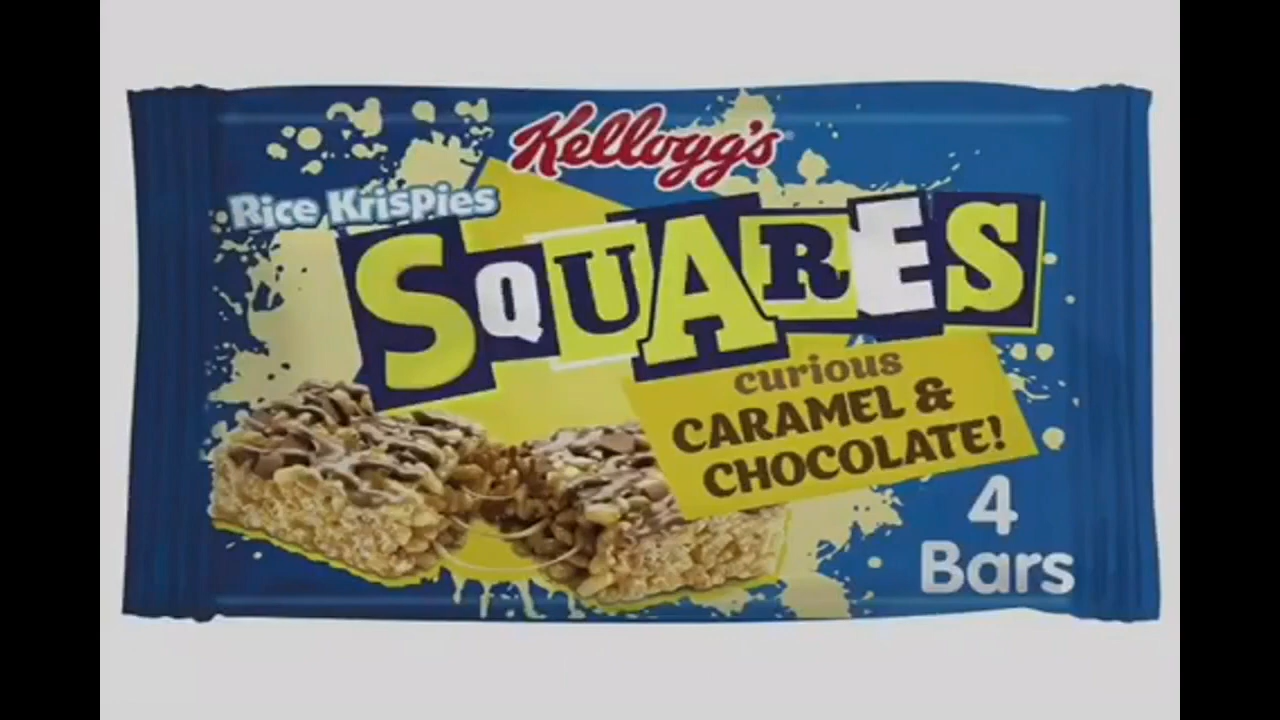 Kellogg's
Rice Krispies
SQUARES
curious
CARAMEL &
CHOCOLATE!
4
Bars